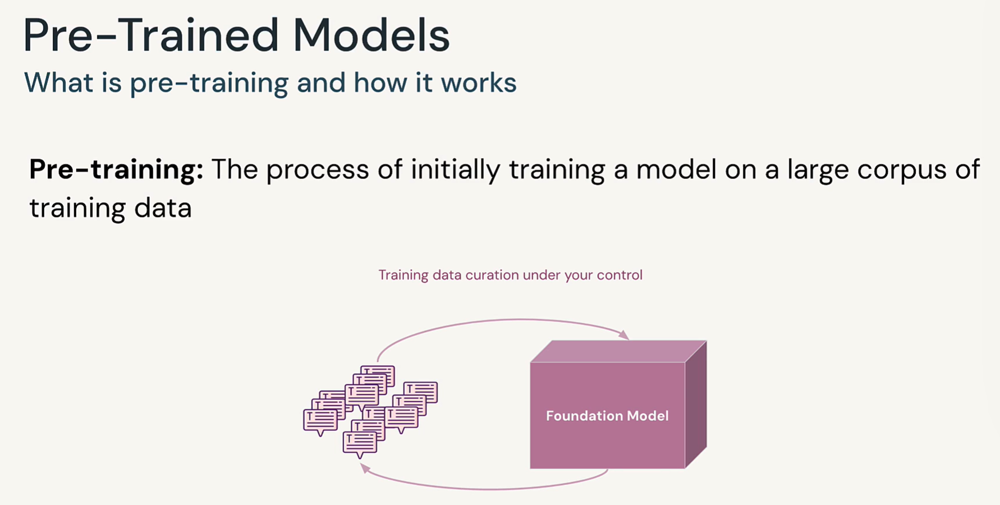 Pre-Trained Models
What is pre-training and how it works
Pre-training: The process of initially training a model on a large corpus of
training data
Training data curation under your control
Foundation Model